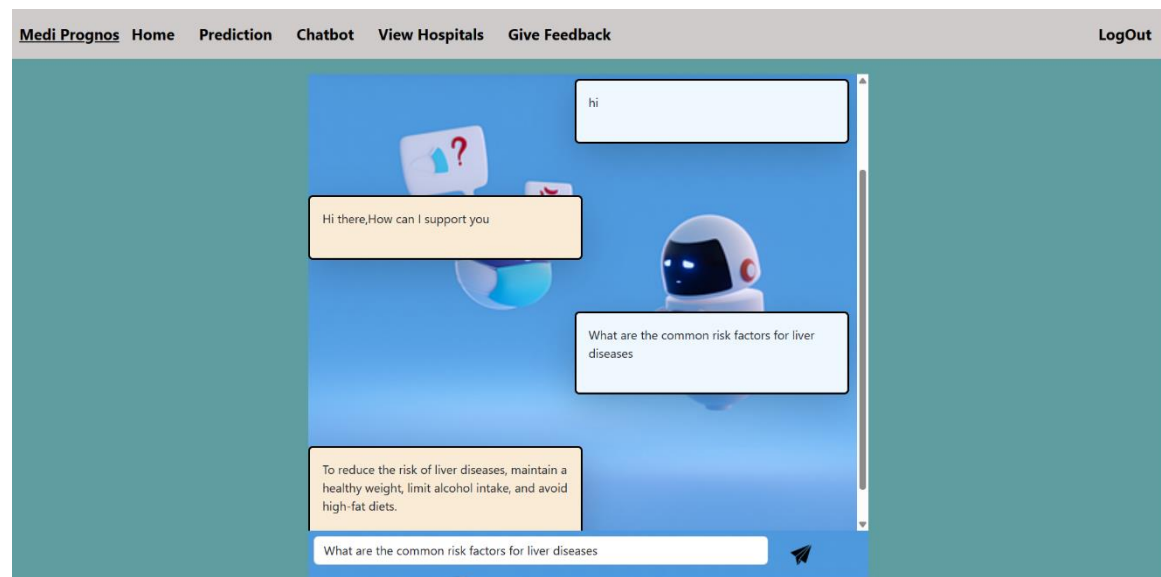 Medi Prognos Home Prediction Chatbot View Hospitals Give Feedback LogOut
hi
?
Hi there,How can I support you
What are the common risk factors for liver
diseases
To reduce the risk of liver diseases, maintain a
healthy weight, limit alcohol intake, and avoid
high-fat diets.
What are the common risk factors for liver diseases